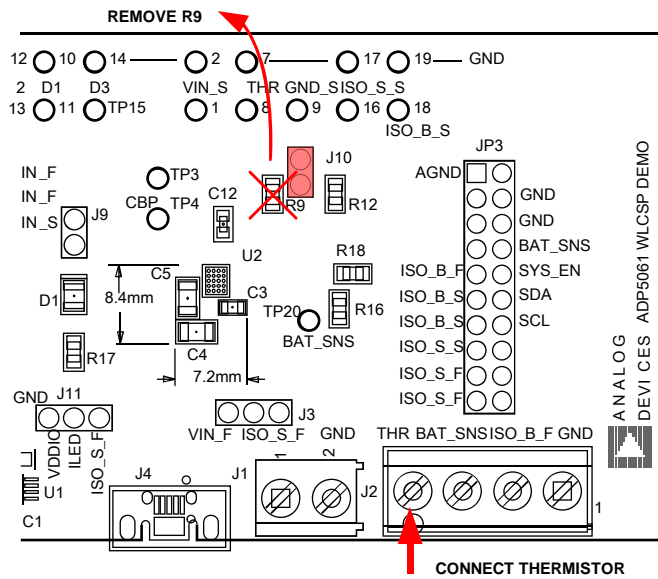 REMOVE R9
12 10 14 2 7 17 19 GND
2 D1 D3 VIN_S THR GND_S ISO_S_S
13 11 TP15 1 8 9 16 18
ISO_B_S
J10
JP3
AGND
IN_F
TP3
GND
IN_F
CBP TP4
C12
R9
R12
GND
IN_S
J9
BAT_SNS
U2
R18
ISO_B_F
SYS_EN
C5
D1
8.4mm
C3
ISO_B_S
SDA
TP20
R16
ISO_B_S
SCL
BAT_SNS
ISO_S_S
R17
C4
7.2mm
ISO_S_F
ISO_S_F
ANALOG
DEVICES ADP5061 WLCSP DEMO
GND
J11
J3
VIN_F ISO_S_F GND
THR BAT_SNS ISO_B_F GND
VDDIO
ILED
ISO_S_F
1
2
J4
J1
J2
1
U1
C1
CONNECT THERMISTOR